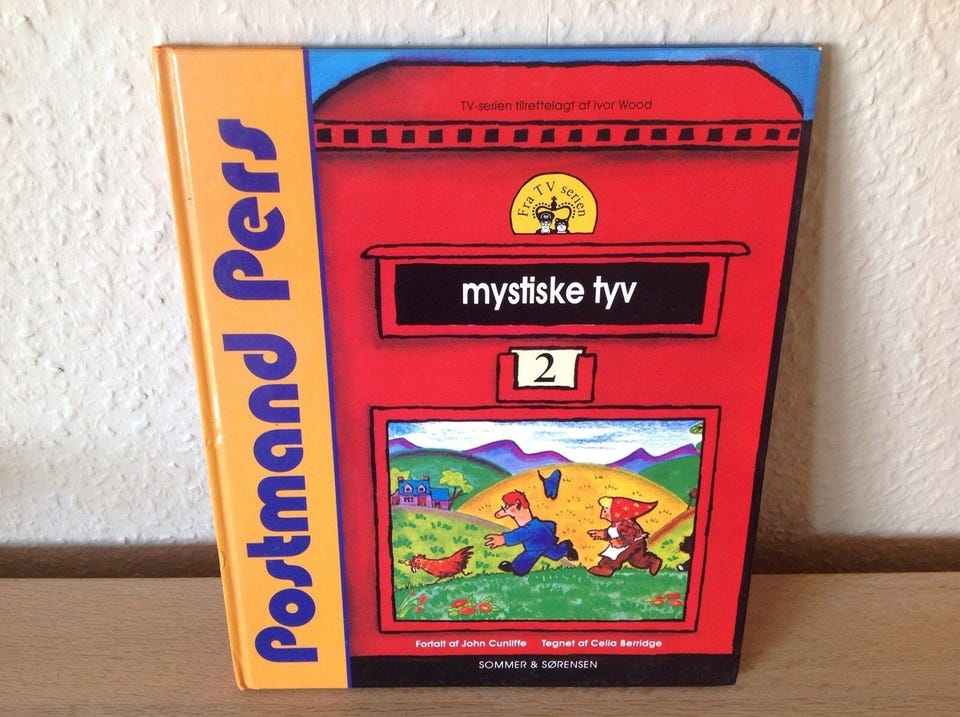 Postmand Pers
TV-serien tilrettelagt af Ivor Wood
Fra TV serien
mystiske tyv
2
Fortalt af John Cunliffe Tegnet af Celia Berridge
SOMMER & SØRENSEN